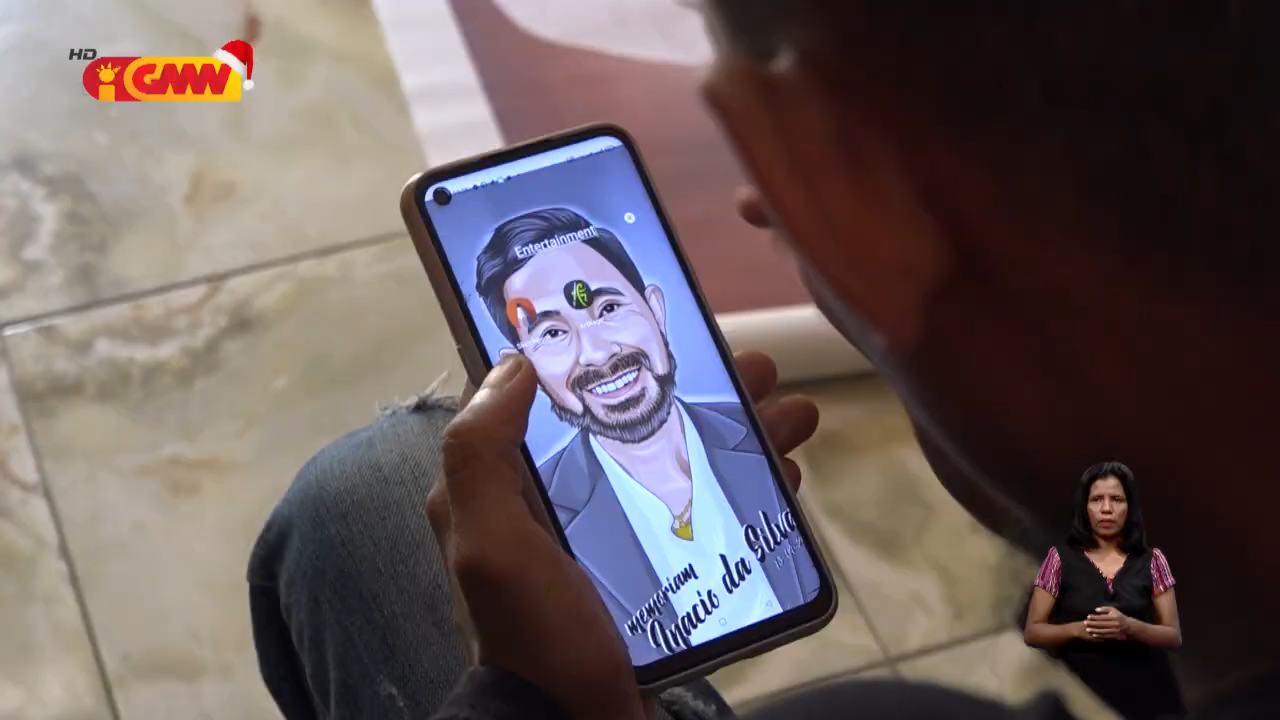 HD
GMN
Entertainment
memoriam
Inacio da Silva